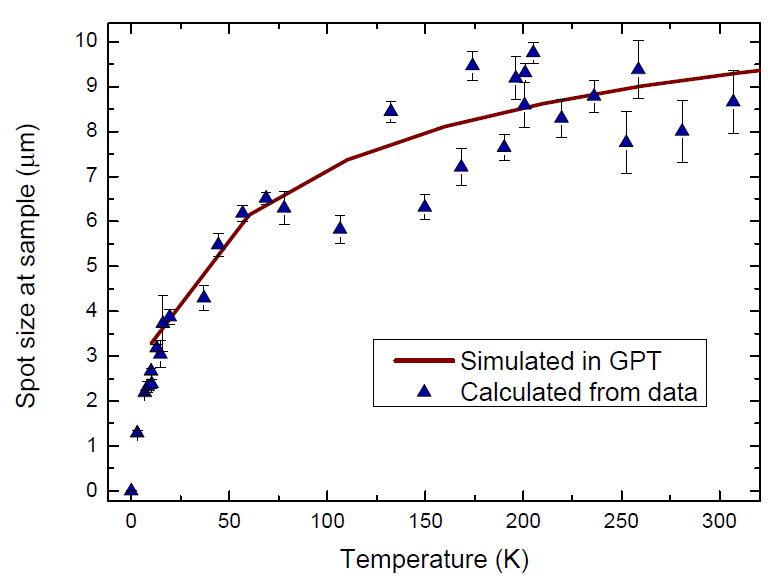 10
9
8
7
6
5
4
3
2
1
0
Spot size at sample (μm)
Simulated in GPT
Calculated from data
0 50 100 150 200 250 300
Temperature (K)